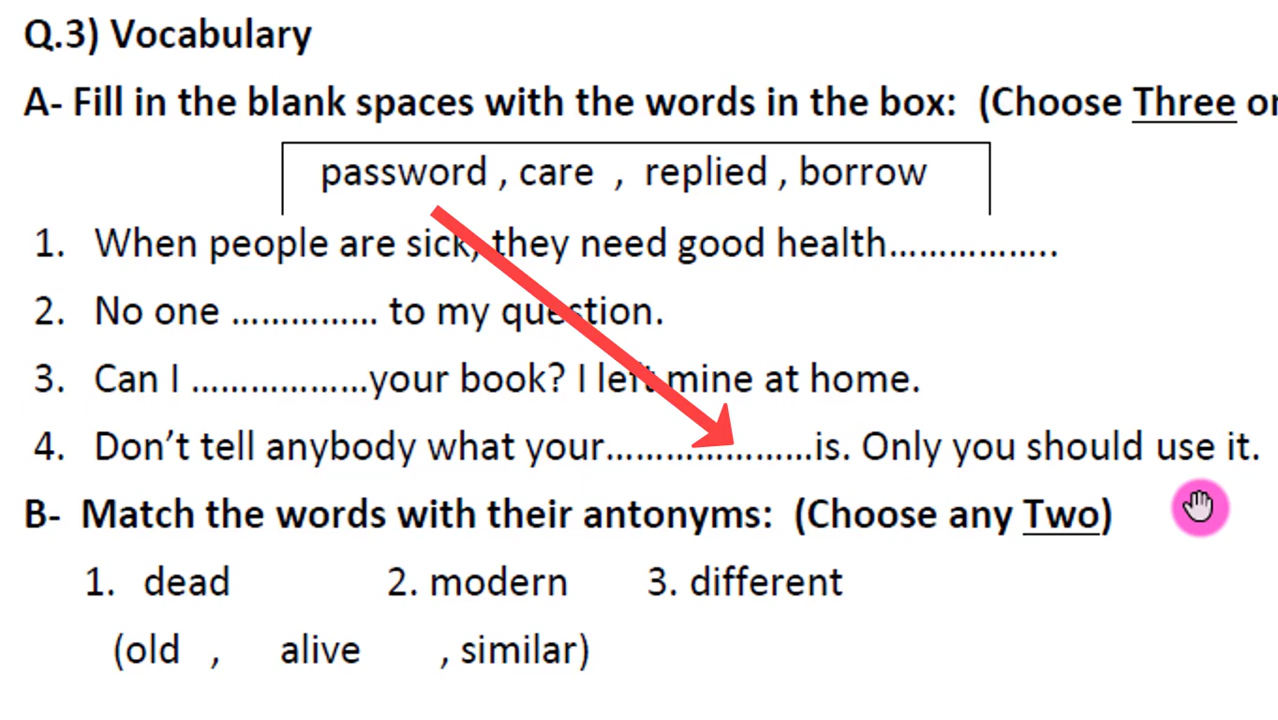 Q.3) Vocabulary
A- Fill in the blank spaces with the words in the box: (Choose Three or
password , care , replied , borrow
1. When people are sick, they need good health……………..
2. No one …………… to my question.
3. Can I ………………your book? I left mine at home.
4. Don’t tell anybody what your…………………is. Only you should use it.
B- Match the words with their antonyms: (Choose any Two)
1. dead 2. modern 3. different
(old , alive , similar)